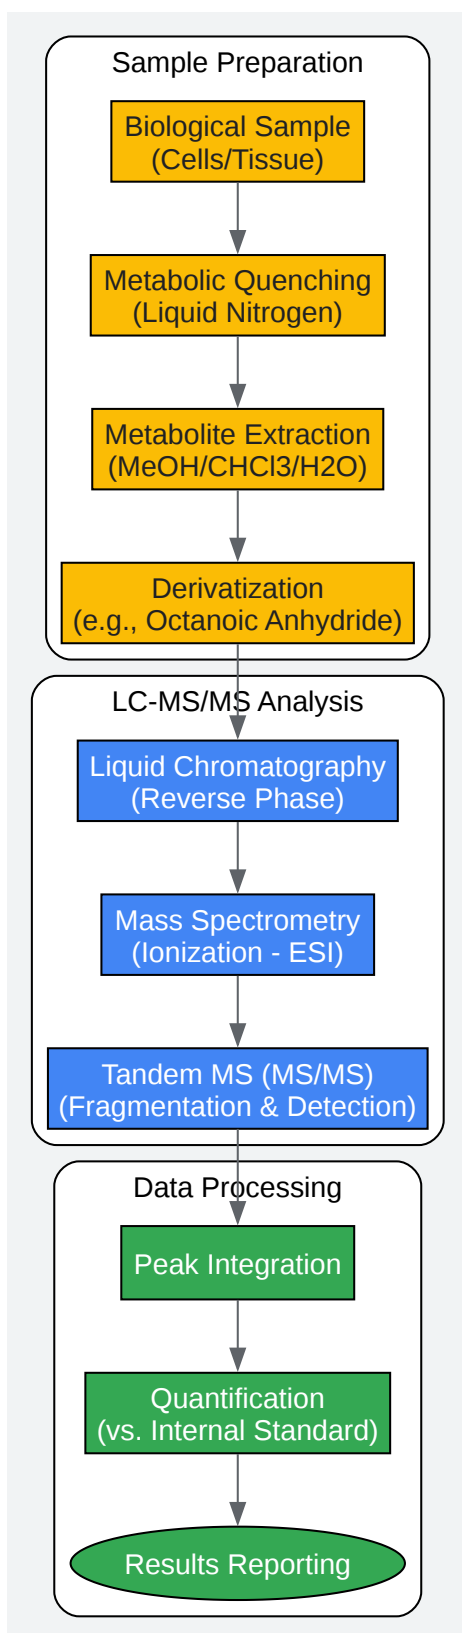 Sample Preparation
Biological Sample
(Cells/Tissue)
Metabolic Quenching
(Liquid Nitrogen)
Metabolite Extraction
(MeOH/CHCl3/H2O)
Derivatization
(e.g., Octanoic Anhydride)
LC-MS/MS Analysis
Liquid Chromatography
(Reverse Phase)
Mass Spectrometry
(Ionization - ESI)
Tandem MS (MS/MS)
(Fragmentation & Detection)
Data Processing
Peak Integration
Quantification
(vs. Internal Standard)
Results Reporting